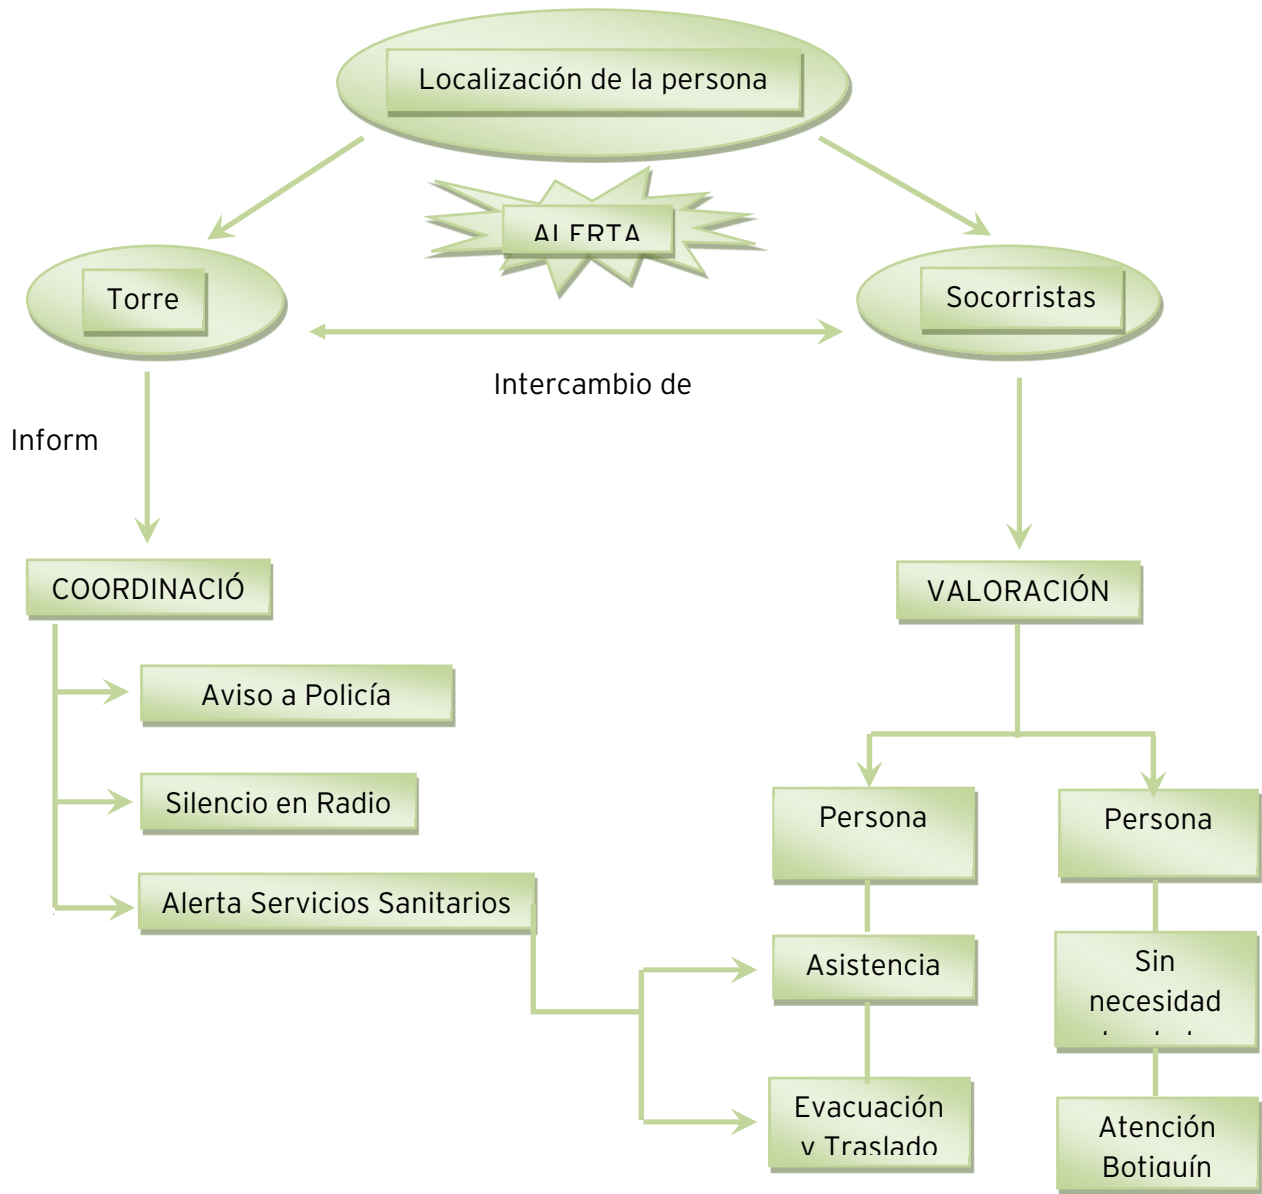 Localización de la persona
ALERTA
Torre
Socorristas
Intercambio de
Inform
COORDINACIÓ
VALORACIÓN
Aviso a Policía
Silencio en Radio
Alerta Servicios Sanitarios
Persona
Persona
Asistencia
Sin
necesidad
Evacuación
y Traslado
Atención
Botiquín